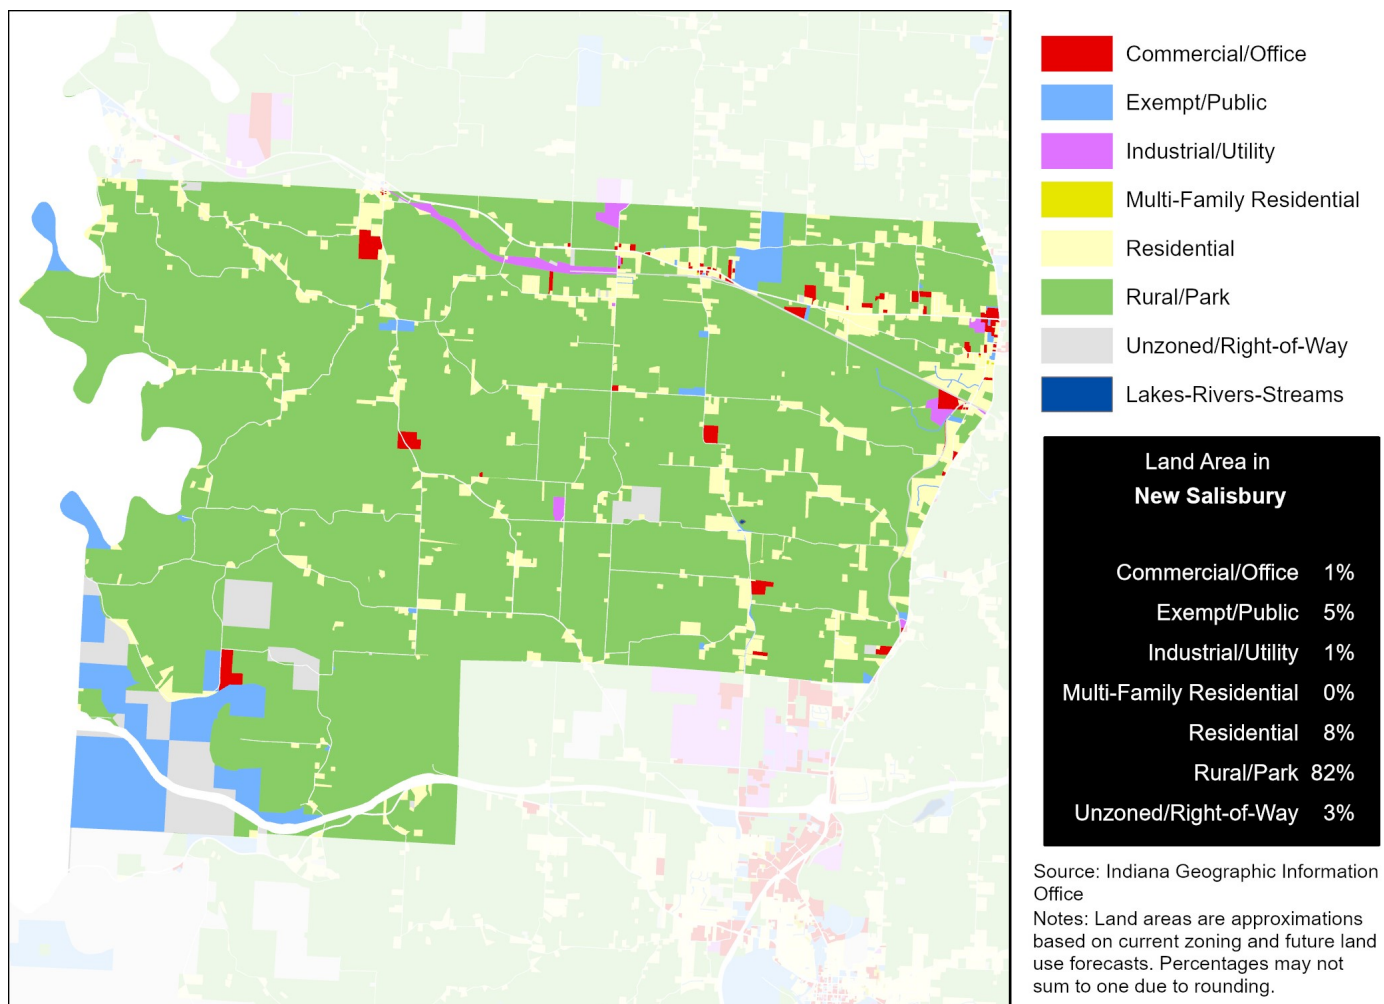 Commercial/Office
Exempt/Public
Industrial/Utility
Multi-Family Residential
Residential
Rural/Park
Unzoned/Right-of-Way
Lakes-Rivers-Streams
Land Area in
New Salisbury
Commercial/Office 1%
Exempt/Public 5%
Industrial/Utility 1%
Multi-Family Residential 0%
Residential 8%
Rural/Park 82%
Unzoned/Right-of-Way 3%
Source: Indiana Geographic Information
Office
Notes: Land areas are approximations
based on current zoning and future land
use forecasts. Percentages may not
sum to one due to rounding.